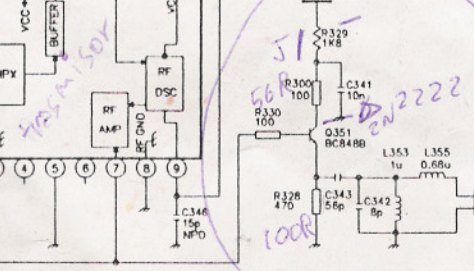 VCC
BUFFER
VC
MPX
RF
OSC
RF
AMP
RF GND
trasmisor
4
5
6
7
8
9
C346
15p
NPO
R329
1K8
J1
C341
10n
56R
R300
100
R330
100
2N2222
Q351
BC848B
L353
1u
L355
0.68u
R328
470
C343
56p
C342
8p
100R